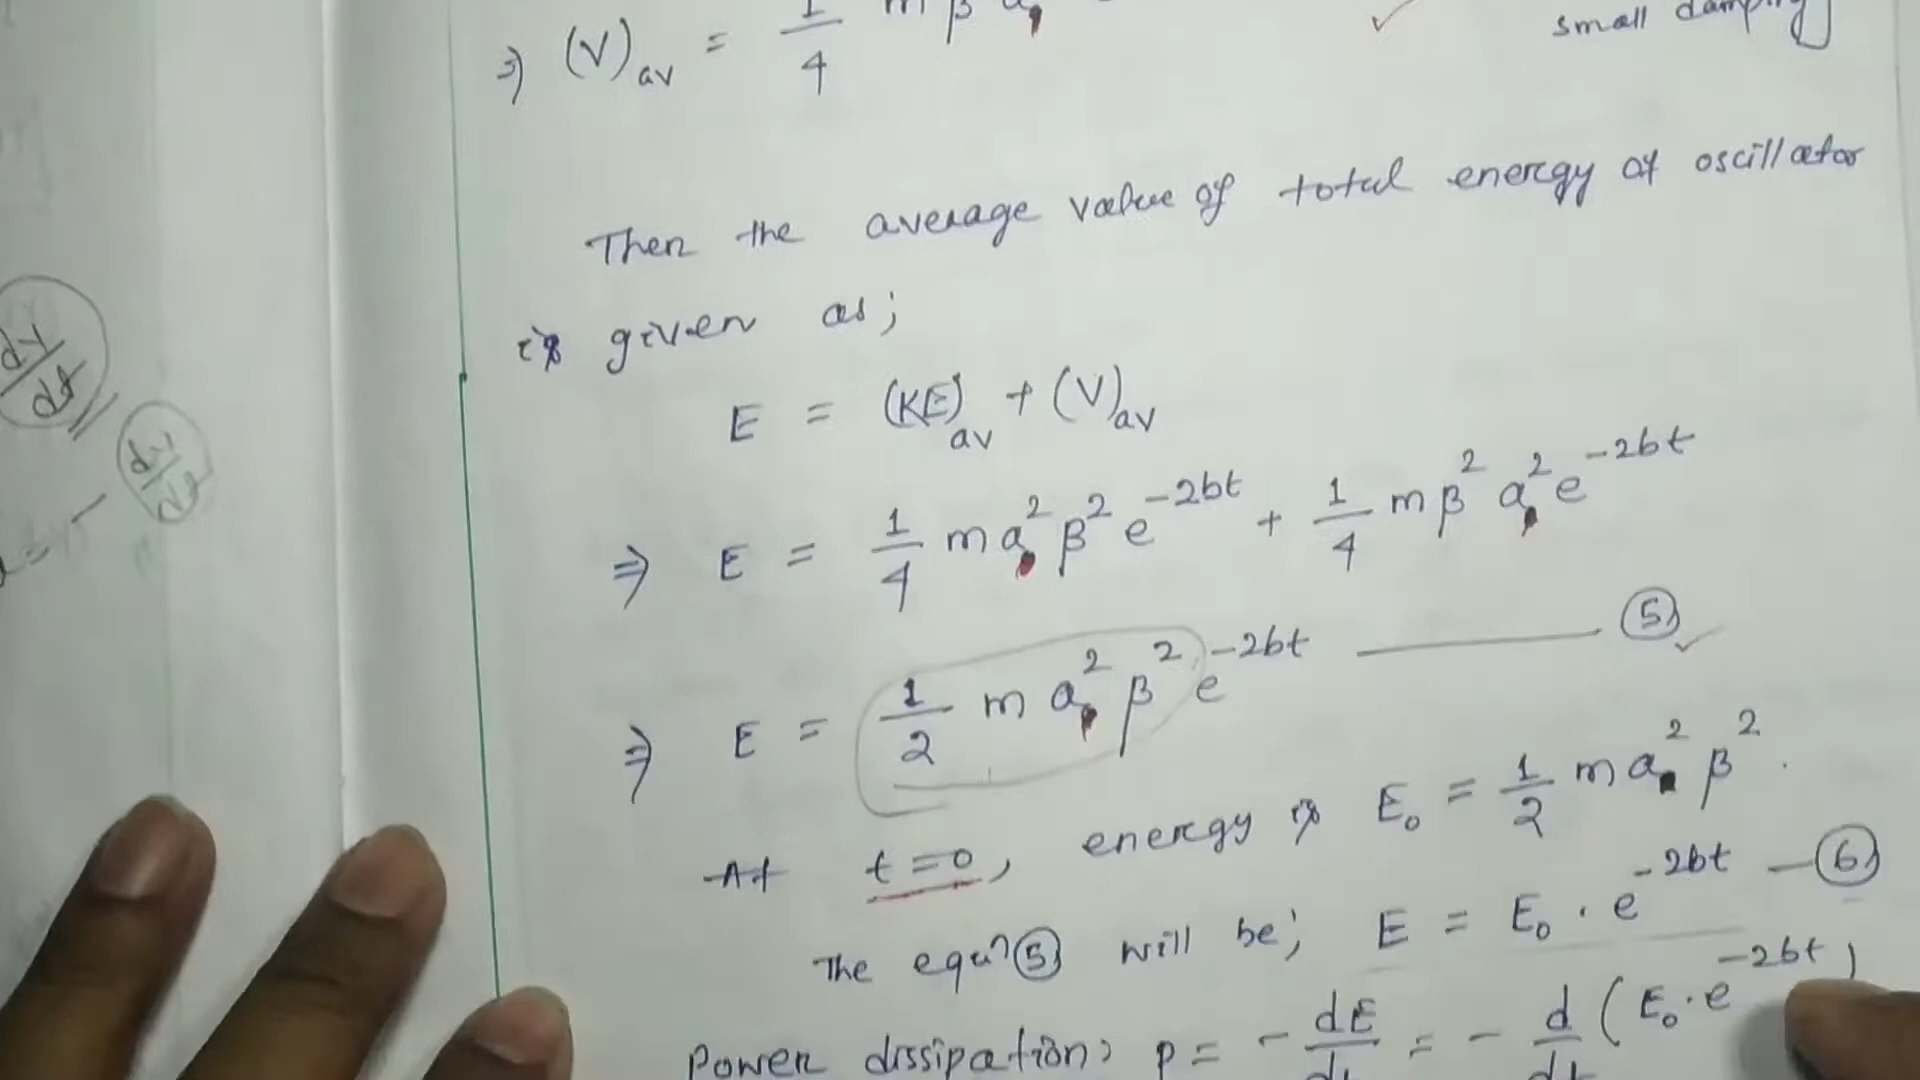 ⇒ (V)av = 1/4 m β a
small damping
Then the average value of total energy of oscillator
is given as;
E = (KE)av + (V)av
⇒ E = 1/4 m a² β² e^-2bt + 1/4 m β² a² e^-2bt
⇒ E = 1/2 m a² β² e^-2bt ——— (5)
At t=0, energy is E₀ = 1/2 m a² β².
The equⁿ (5) will be; E = E₀ · e^-2bt — (6)
Power dissipation, P = - dE/dt = - d/dt (E₀·e^-2bt)
dy/dt